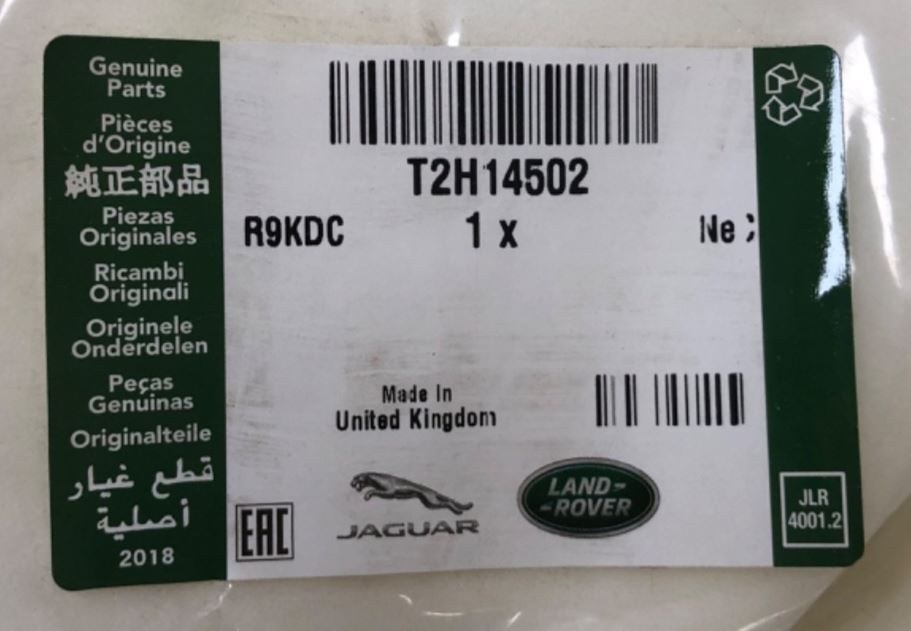 Genuine
Parts
Pièces
d'Origine
純正部品
Piezas
Originales
Ricambi
Originali
Originele
Onderdelen
Peças
Genuinas
Originalteile
قطع غيار
أصلية
2018
T2H14502
R9KDC 1 x Ne
Made In
United Kingdom
EAC
JAGUAR
LAND-
-ROVER
JLR
4001.2